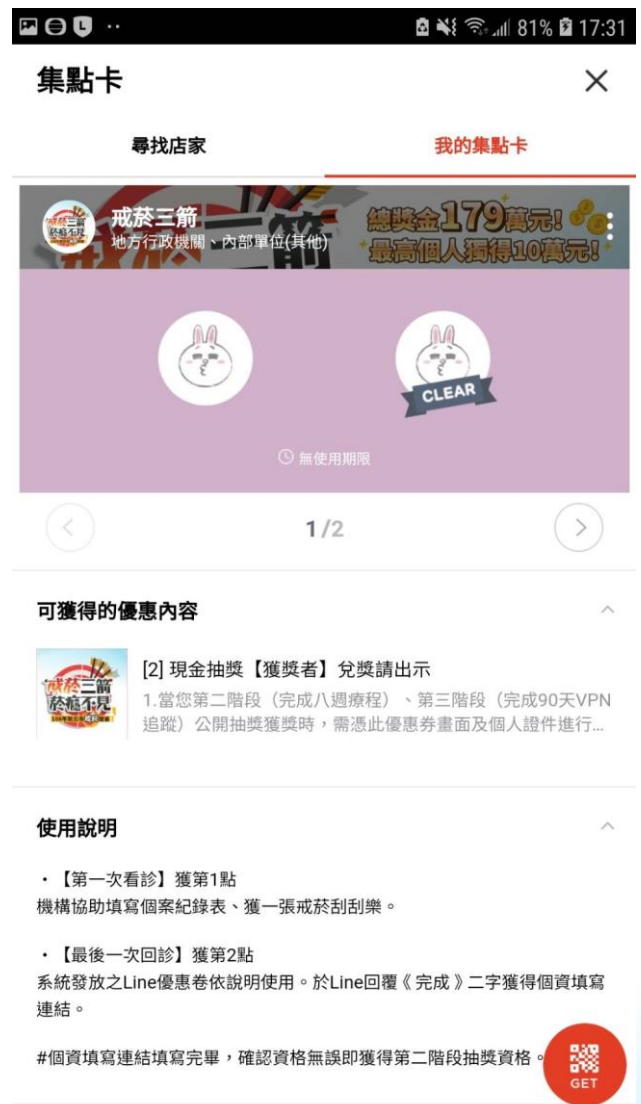 81% 17:31
集點卡
尋找店家
我的集點卡
戒菸三箭
地方行政機關、內部單位(其他)
總獎金179萬元!
最高個人獨得10萬元!
CLEAR
無使用期限
1/2
可獲得的優惠內容
戒菸三箭
菸癮不見
[2] 現金抽獎【獲獎者】兌獎請出示
1.當您第二階段（完成八週療程）、第三階段（完成90天VPN
追蹤）公開抽獎獲獎時，需憑此優惠券畫面及個人證件進行...
使用說明
・【第一次看診】獲第1點
機構協助填寫個案紀錄表、獲一張戒菸刮刮樂。
・【最後一次回診】獲第2點
系統發放之Line優惠卷依說明使用。於Line回覆《 完成 》二字獲得個資填寫
連結。
#個資填寫連結填寫完畢，確認資格無誤即獲得第二階段抽獎資格。
GET